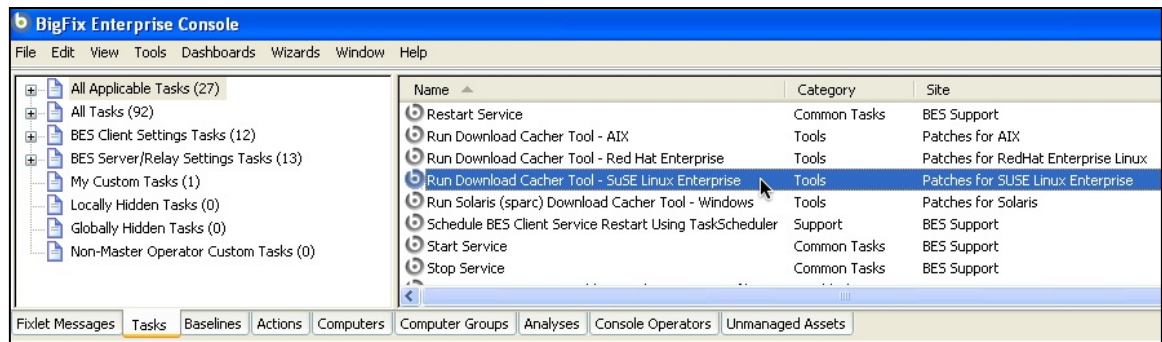 BigFix Enterprise Console
File Edit View Tools Dashboards Wizards Window Help
All Applicable Tasks (27)
All Tasks (92)
BES Client Settings Tasks (12)
BES Server/Relay Settings Tasks (13)
My Custom Tasks (1)
Locally Hidden Tasks (0)
Globally Hidden Tasks (0)
Non-Master Operator Custom Tasks (0)
Name Category Site
Restart Service Common Tasks BES Support
Run Download Cacher Tool - AIX Tools Patches for AIX
Run Download Cacher Tool - Red Hat Enterprise Tools Patches for RedHat Enterprise Linux
Run Download Cacher Tool - SuSE Linux Enterprise Tools Patches for SUSE Linux Enterprise
Run Solaris (sparc) Download Cacher Tool - Windows Tools Patches for Solaris
Schedule BES Client Service Restart Using TaskScheduler Support BES Support
Start Service Common Tasks BES Support
Stop Service Common Tasks BES Support
Fixlet Messages Tasks Baselines Actions Computers Computer Groups Analyses Console Operators Unmanaged Assets